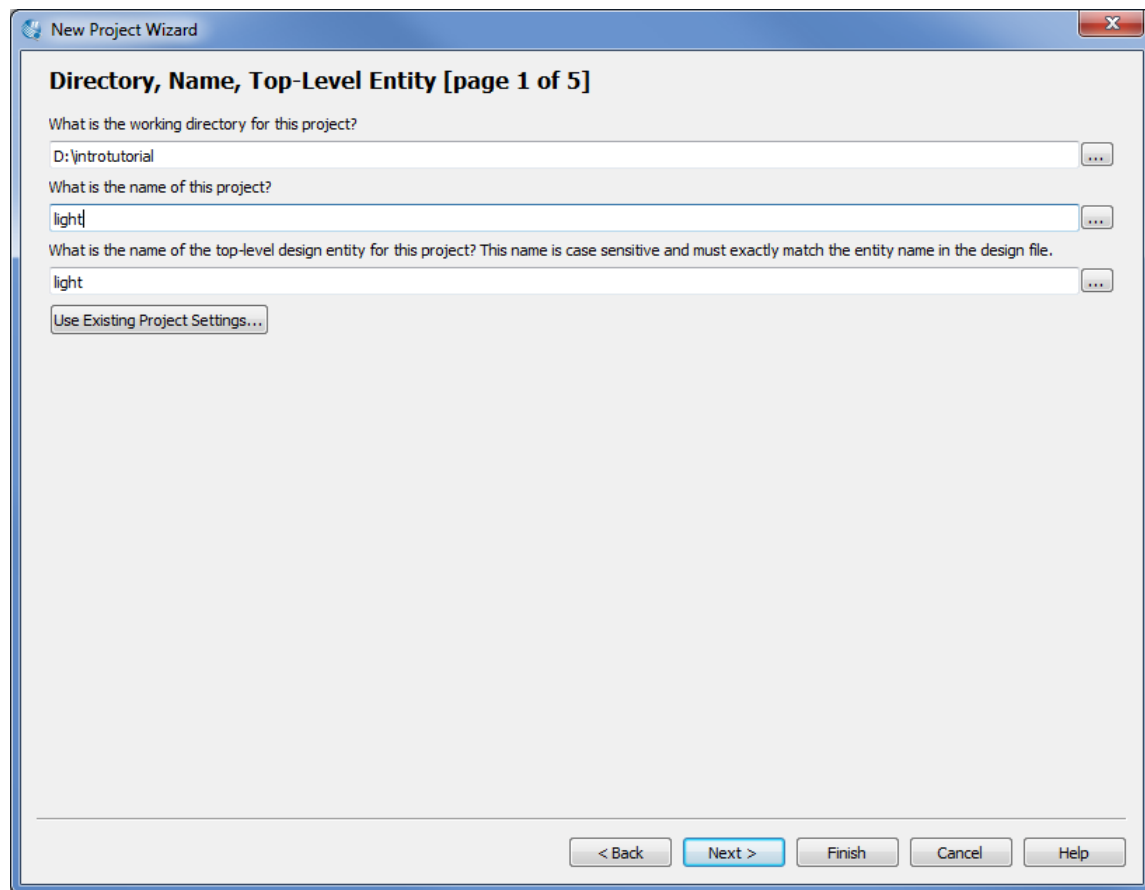 New Project Wizard
Directory, Name, Top-Level Entity [page 1 of 5]
What is the working directory for this project?
D:\introtutorial
...
What is the name of this project?
light
...
What is the name of the top-level design entity for this project? This name is case sensitive and must exactly match the entity name in the design file.
light
...
Use Existing Project Settings...
< Back
Next >
Finish
Cancel
Help